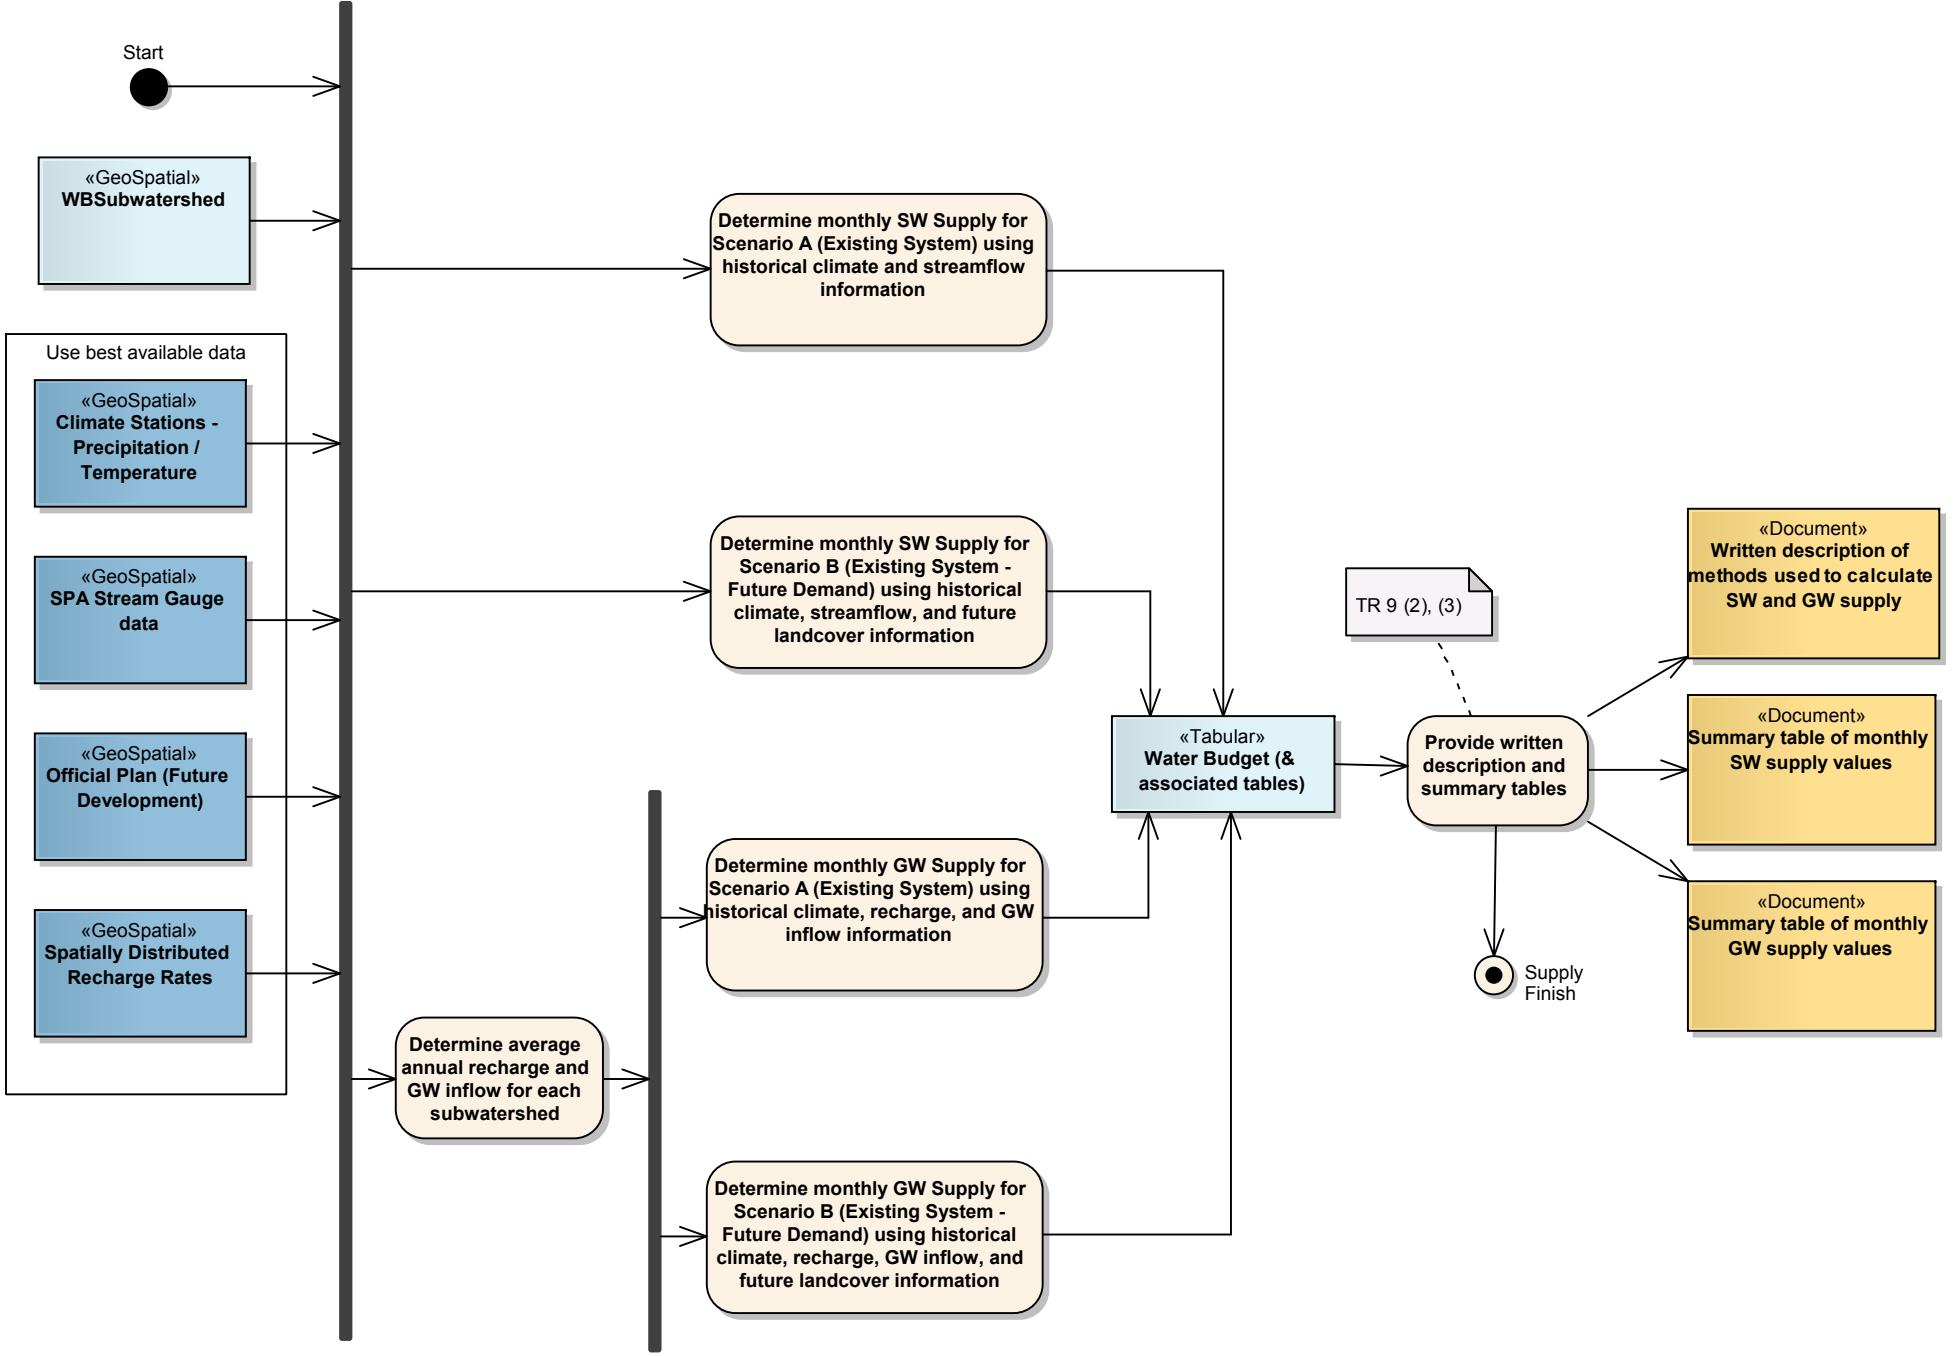 Start
«GeoSpatial»
WBSubwatershed
Use best available data
«GeoSpatial»
Climate Stations -
Precipitation /
Temperature
«GeoSpatial»
SPA Stream Gauge
data
«GeoSpatial»
Official Plan (Future
Development)
«GeoSpatial»
Spatially Distributed
Recharge Rates
Determine average
annual recharge and
GW inflow for each
subwatershed
Determine monthly SW Supply for
Scenario A (Existing System) using
historical climate and streamflow
information
Determine monthly SW Supply for
Scenario B (Existing System -
Future Demand) using historical
climate, streamflow, and future
landcover information
Determine monthly GW Supply for
Scenario A (Existing System) using
historical climate, recharge, and GW
inflow information
Determine monthly GW Supply for
Scenario B (Existing System -
Future Demand) using historical
climate, recharge, GW inflow, and
future landcover information
«Tabular»
Water Budget (&
associated tables)
TR 9 (2), (3)
Provide written
description and
summary tables
Supply
Finish
«Document»
Written description of
methods used to calculate
SW and GW supply
«Document»
Summary table of monthly
SW supply values
«Document»
Summary table of monthly
GW supply values